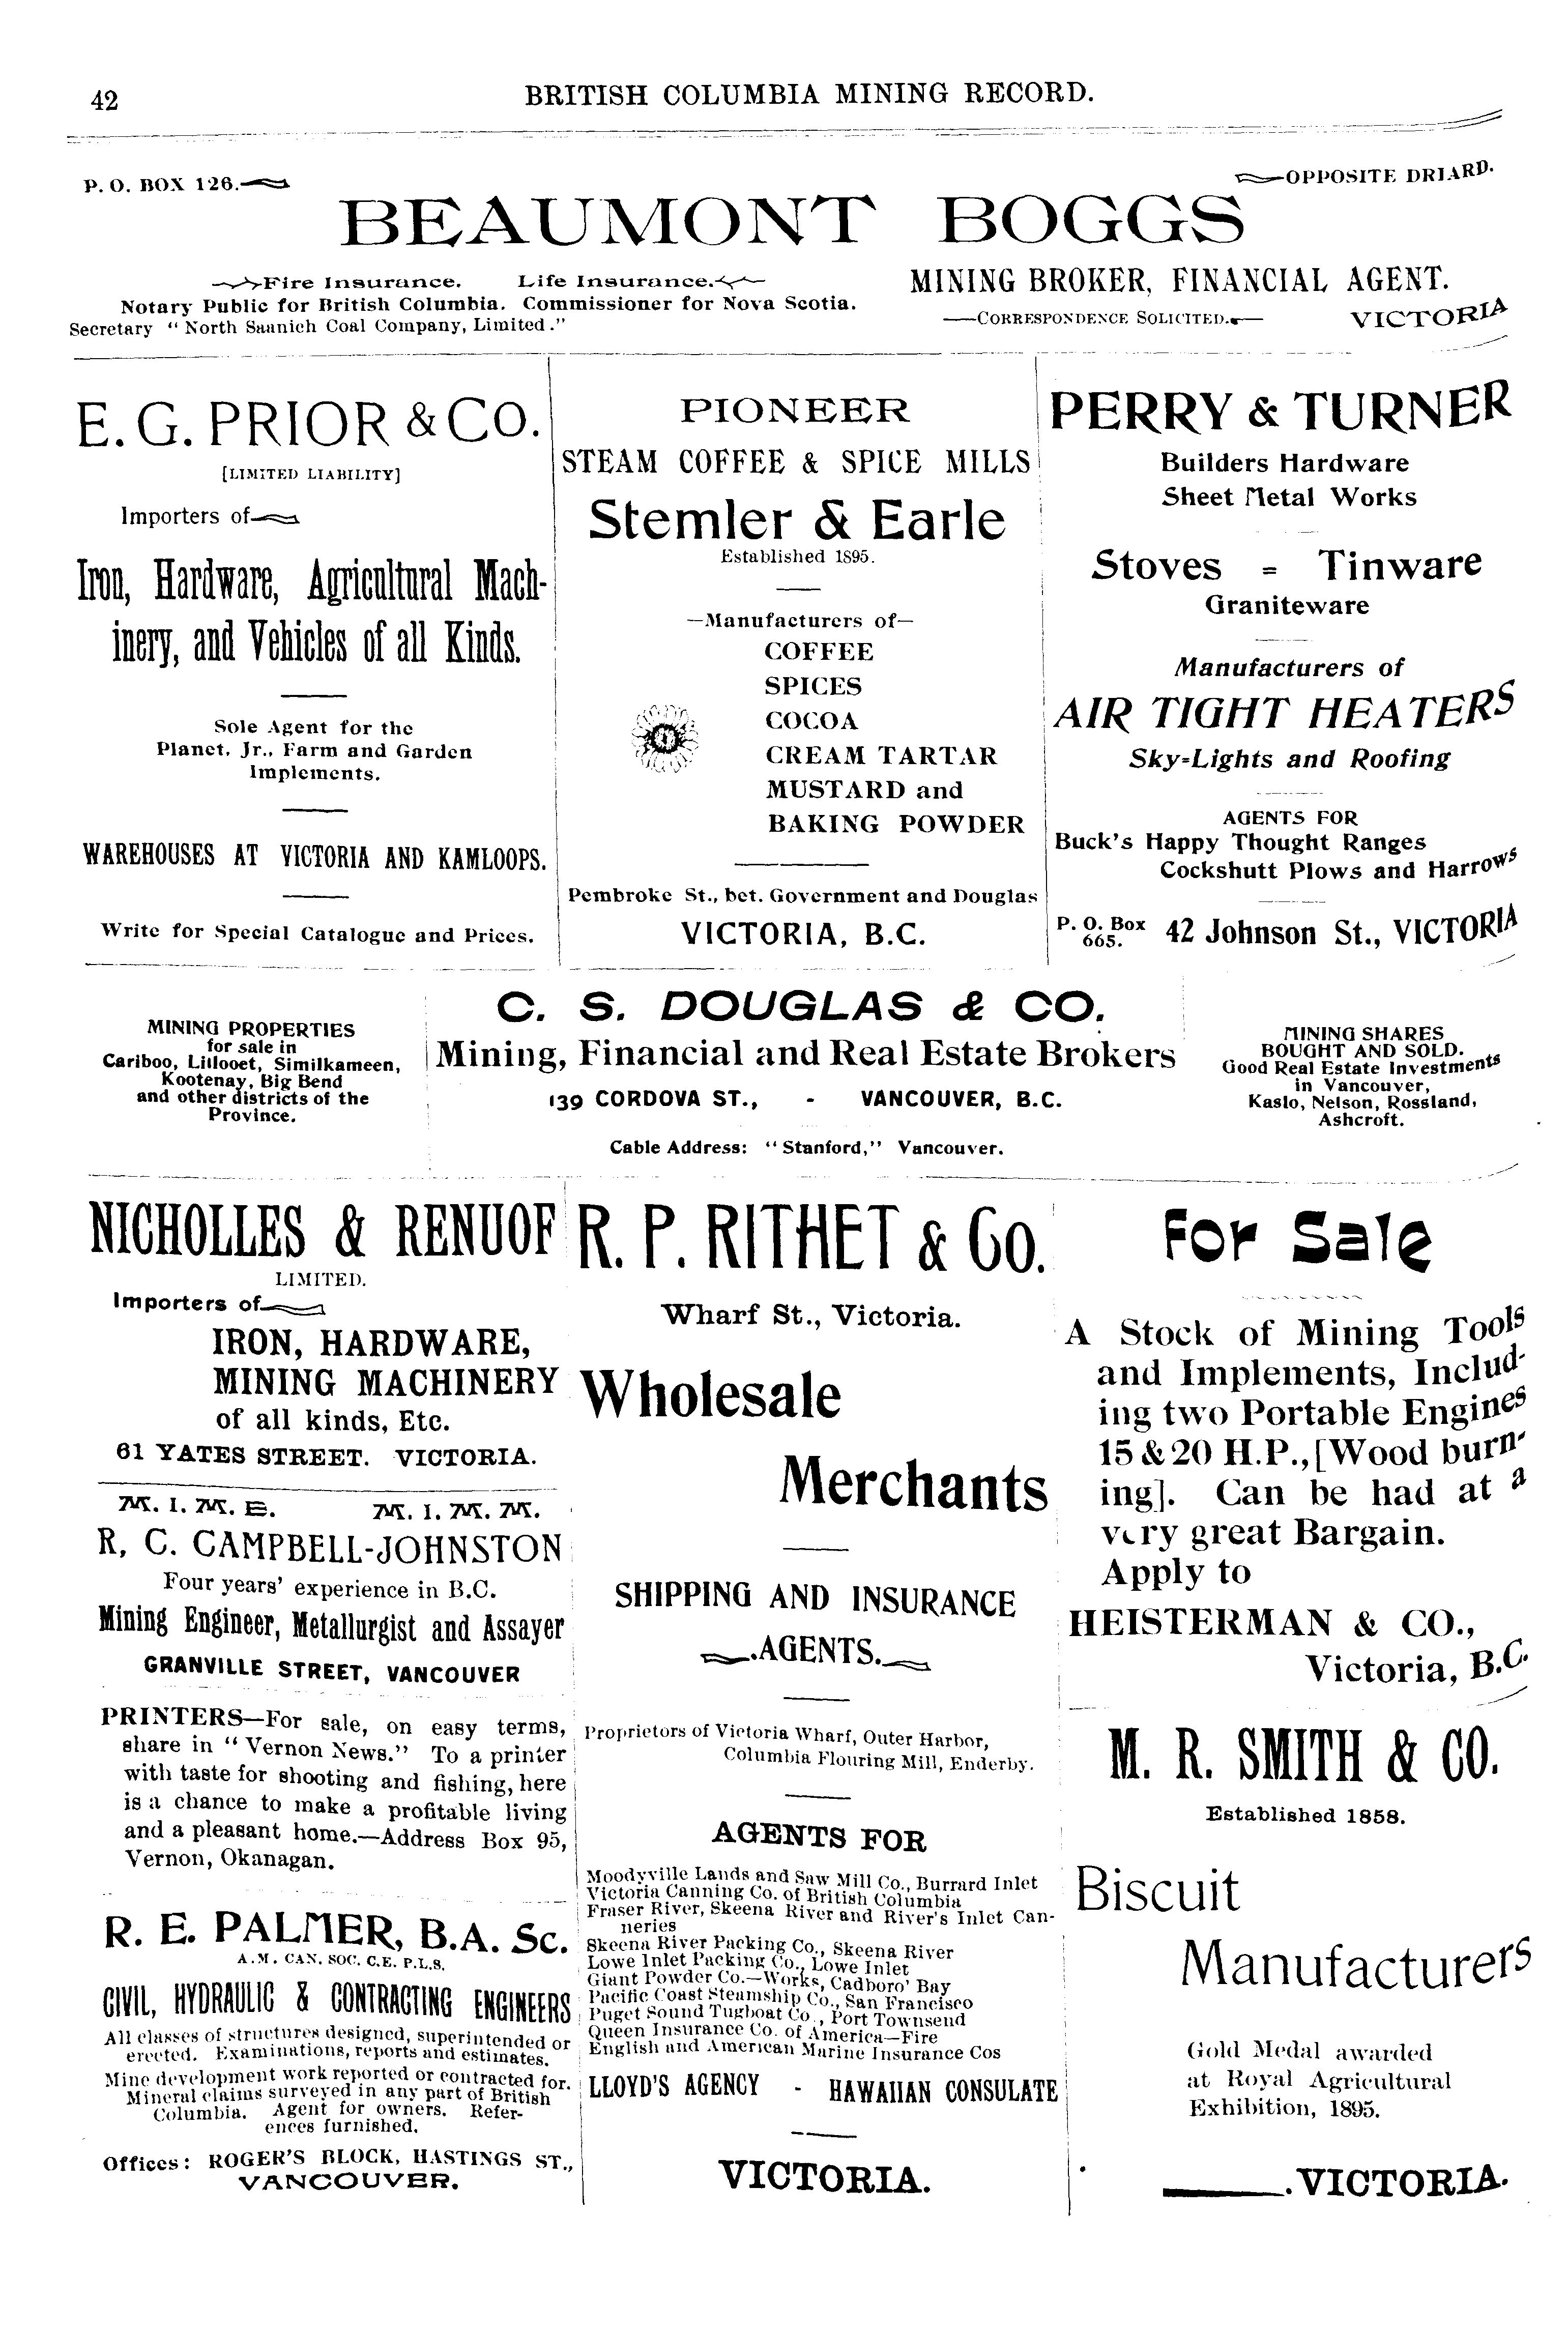 42
BRITISH COLUMBIA MINING RECORD.
P. O. BOX 126.
OPPOSITE DRIARD.
BEAUMONT BOGGS
Fire Insurance. Life Insurance.
Notary Public for British Columbia. Commissioner for Nova Scotia.
Secretary "North Saanich Coal Company, Limited."
MINING BROKER, FINANCIAL AGENT.
—CORRESPONDENCE SOLICITED.—
VICTORIA
E. G. PRIOR & CO.
[LIMITED LIABILITY]
Importers of
Iron, Hardware, Agricultural Mach-
inery, and Vehicles of all Kinds.
Sole Agent for the
Planet, Jr., Farm and Garden
Implements.
WAREHOUSES AT VICTORIA AND KAMLOOPS.
Write for Special Catalogue and Prices.
PIONEER
STEAM COFFEE & SPICE MILLS
Stemler & Earle
Established 1895.
—Manufacturers of—
COFFEE
SPICES
COCOA
CREAM TARTAR
MUSTARD and
BAKING POWDER
Pembroke St., bet. Government and Douglas
VICTORIA, B.C.
PERRY & TURNER
Builders Hardware
Sheet Metal Works
Stoves = Tinware
Graniteware
Manufacturers of
AIR TIGHT HEATERS
Sky=Lights and Roofing
AGENTS FOR
Buck's Happy Thought Ranges
Cockshutt Plows and Harrows
P. O. Box 665. 42 Johnson St., VICTORIA
MINING PROPERTIES
for sale in
Cariboo, Lillooet, Similkameen,
Kootenay, Big Bend
and other districts of the
Province.
C. S. DOUGLAS & CO.
Mining, Financial and Real Estate Brokers
139 CORDOVA ST., - VANCOUVER, B.C.
Cable Address: "Stanford," Vancouver.
MINING SHARES
BOUGHT AND SOLD.
Good Real Estate Investments
in Vancouver,
Kaslo, Nelson, Rossland,
Ashcroft.
NICHOLLES & RENUOF
LIMITED.
Importers of
IRON, HARDWARE,
MINING MACHINERY
of all kinds, Etc.
61 YATES STREET. VICTORIA.
M. I. M. E. M. I. M. M.
R, C. CAMPBELL-JOHNSTON
Four years' experience in B.C.
Mining Engineer, Metallurgist and Assayer
GRANVILLE STREET, VANCOUVER
PRINTERS—For sale, on easy terms,
share in "Vernon News." To a printer
with taste for shooting and fishing, here
is a chance to make a profitable living
and a pleasant home.—Address Box 95,
Vernon, Okanagan.
R. E. PALMER, B.A. Sc.
A.M. CAN. SOC. C.E. P.L.S.
CIVIL, HYDRAULIC & CONTRACTING ENGINEERS
All classes of structures designed, superintended or
erected. Examinations, reports and estimates.
Mine development work reported or contracted for.
Mineral claims surveyed in any part of British
Columbia. Agent for owners. Refer-
ences furnished.
Offices: ROGER'S BLOCK, HASTINGS ST.,
VANCOUVER.
R. P. RITHET & Co.
Wharf St., Victoria.
Wholesale
Merchants
SHIPPING AND INSURANCE
.AGENTS.
Proprietors of Victoria Wharf, Outer Harbor,
Columbia Flouring Mill, Enderby.
AGENTS FOR
Moodyville Lands and Saw Mill Co., Burrard Inlet
Victoria Canning Co. of British Columbia
Fraser River, Skeena River and River's Inlet Can-
neries
Skeena River Packing Co., Skeena River
Lowe Inlet Packing Co., Lowe Inlet
Giant Powder Co.—Works, Cadboro' Bay
Pacific Coast Steamship Co., San Francisco
Puget Sound Tugboat Co., Port Townsend
Queen Insurance Co. of America—Fire
English and American Marine Insurance Cos
LLOYD'S AGENCY - HAWAIIAN CONSULATE
VICTORIA.
For Sale
A Stock of Mining Tools
and Implements, Includ-
ing two Portable Engines
15 & 20 H.P., [Wood burn-
ing]. Can be had at a
very great Bargain.
Apply to
HEISTERMAN & CO.,
Victoria, B.C.
M. R. SMITH & CO.
Established 1858.
Biscuit
Manufacturers
Gold Medal awarded
at Royal Agricultural
Exhibition, 1895.
.VICTORIA.